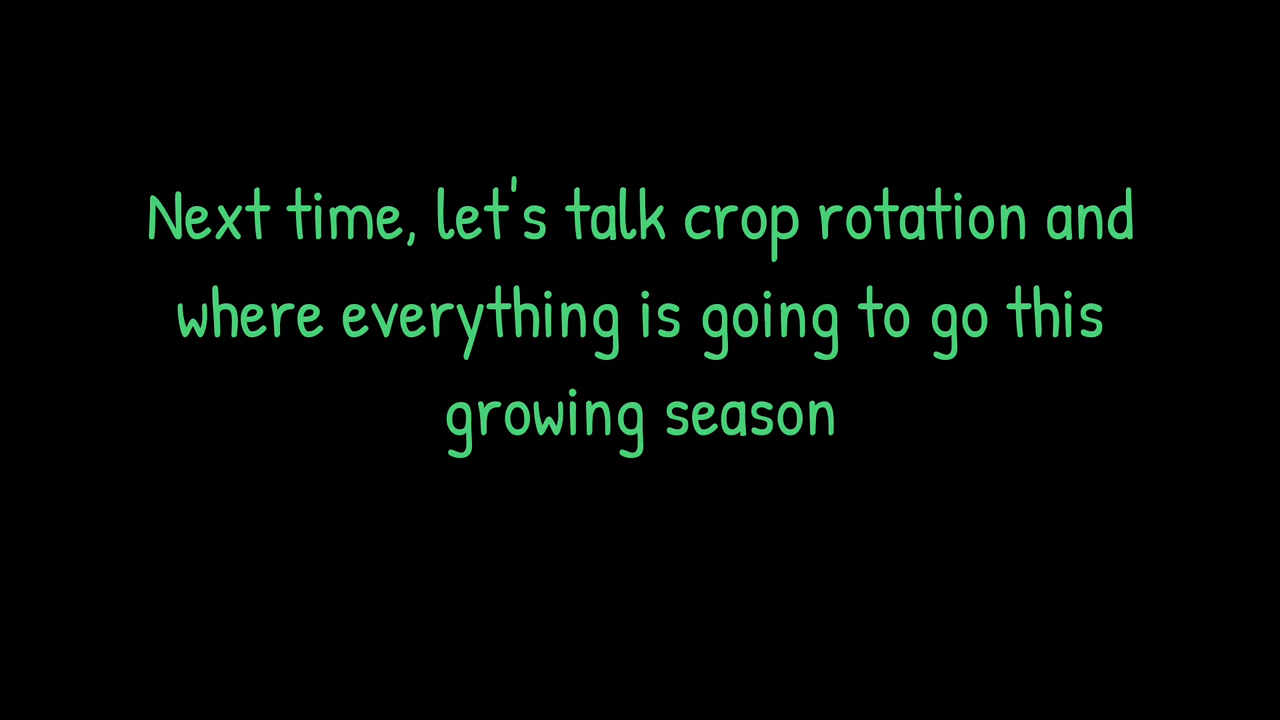 Next time, let's talk crop rotation and
where everything is going to go this
growing season